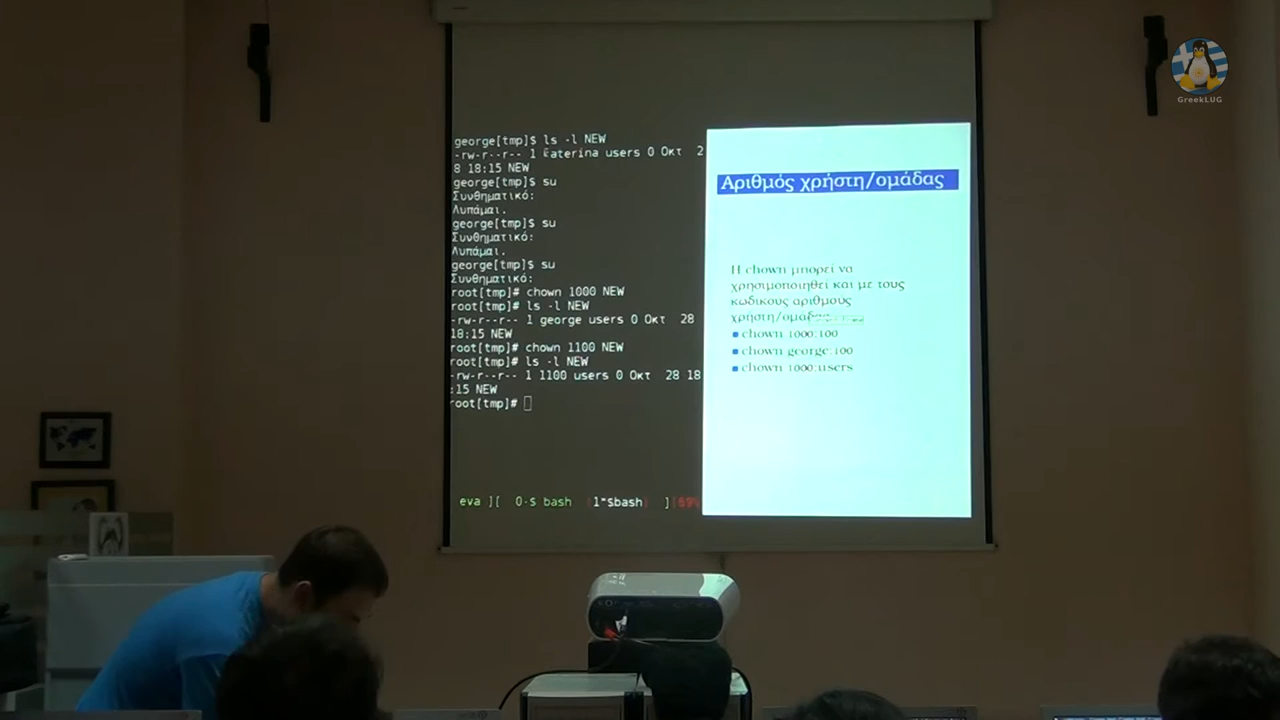 george[tmp]$ ls -l NEW
-rw-r--r-- 1 katerina users 0 Οκτ 2
8 18:15 NEW
george[tmp]$ su
Συνθηματικό:
Λυπάμαι.
george[tmp]$ su
Συνθηματικό:
Λυπάμαι.
george[tmp]$ su
Συνθηματικό:
root[tmp]# chown 1000 NEW
root[tmp]# ls -l NEW
-rw-r--r-- 1 george users 0 Οκτ 28
18:15 NEW
root[tmp]# chown 1100 NEW
root[tmp]# ls -l NEW
-rw-r--r-- 1 1100 users 0 Οκτ 28 18
:15 NEW
root[tmp]#
eva ][ 0-$ bash 1*$bash ][
Αριθμός χρήστη/ομάδας
Η chown μπορεί να
χρησιμοποιηθεί και με τους
κωδικους αριθμους
χρήστη/ομάδας
chown 1000:100
chown george:100
chown 1000:users
GreekLUG